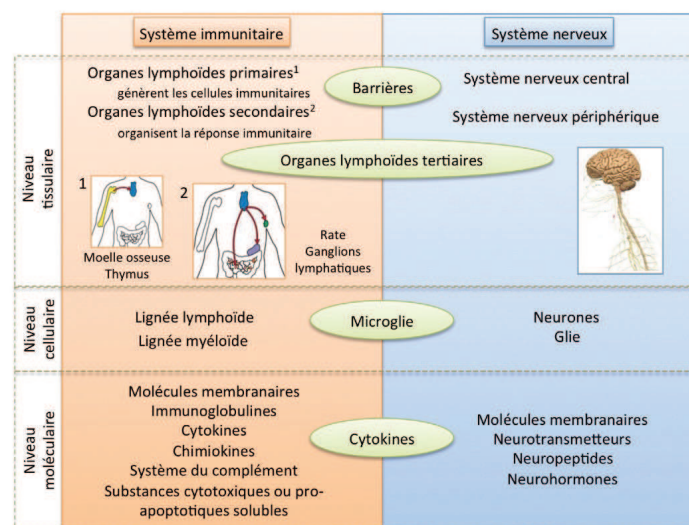 Système immunitaire
Système nerveux
Niveau
tissulaire
Organes lymphoïdes primaires1
génèrent les cellules immunitaires
Organes lymphoïdes secondaires2
organisent la réponse immunitaire
Barrières
Système nerveux central
Système nerveux périphérique
Organes lymphoïdes tertiaires
1
Moelle osseuse
Thymus
2
Rate
Ganglions
lymphatiques
Niveau
cellulaire
Lignée lymphoïde
Lignée myéloïde
Microglie
Neurones
Glie
Niveau
moléculaire
Molécules membranaires
Immunoglobulines
Cytokines
Chimiokines
Système du complément
Substances cytotoxiques ou pro-
apoptotiques solubles
Cytokines
Molécules membranaires
Neurotransmetteurs
Neuropeptides
Neurohormones